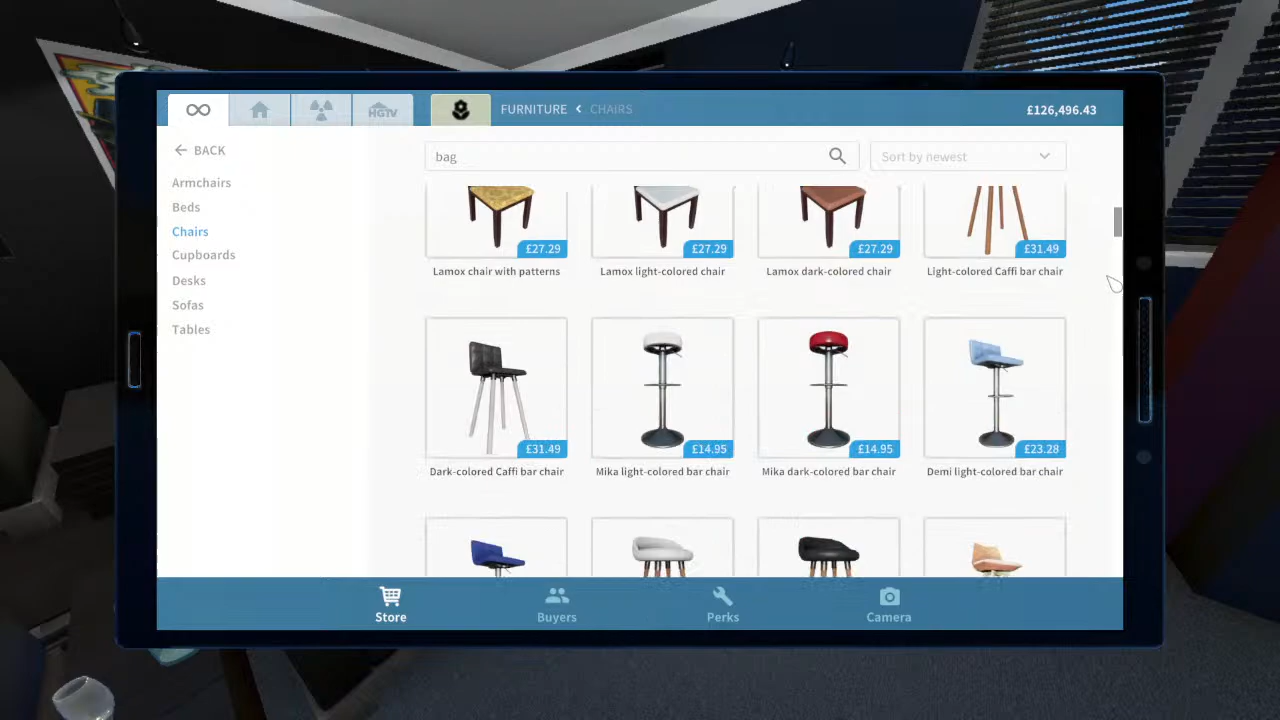 HGTV
FURNITURE < CHAIRS
£126,496.43
BACK
Armchairs
Beds
Chairs
Cupboards
Desks
Sofas
Tables
bag
Sort by newest
£27.29
£27.29
£27.29
£31.49
Lamox chair with patterns
Lamox light-colored chair
Lamox dark-colored chair
Light-colored Caffi bar chair
£31.49
£14.95
£14.95
£23.28
Dark-colored Caffi bar chair
Mika light-colored bar chair
Mika dark-colored bar chair
Demi light-colored bar chair
Store
Buyers
Perks
Camera